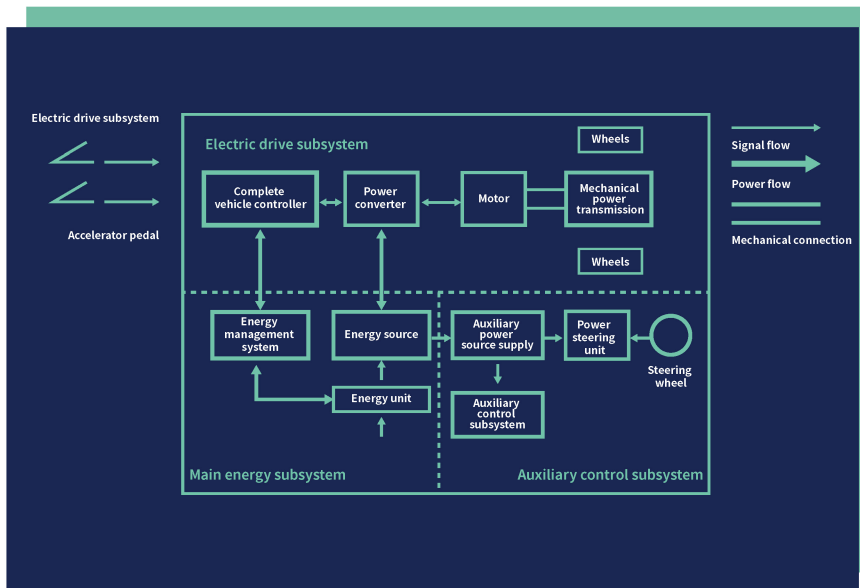 Electric drive subsystem
Accelerator pedal
Electric drive subsystem
Wheels
Complete
vehicle controller
Power
converter
Motor
Mechanical
power
transmission
Wheels
Energy
management
system
Energy source
Auxiliary
power
source supply
Power
steering
unit
Steering
wheel
Energy unit
Auxiliary
control
subsystem
Main energy subsystem
Auxiliary control subsystem
Signal flow
Power flow
Mechanical connection